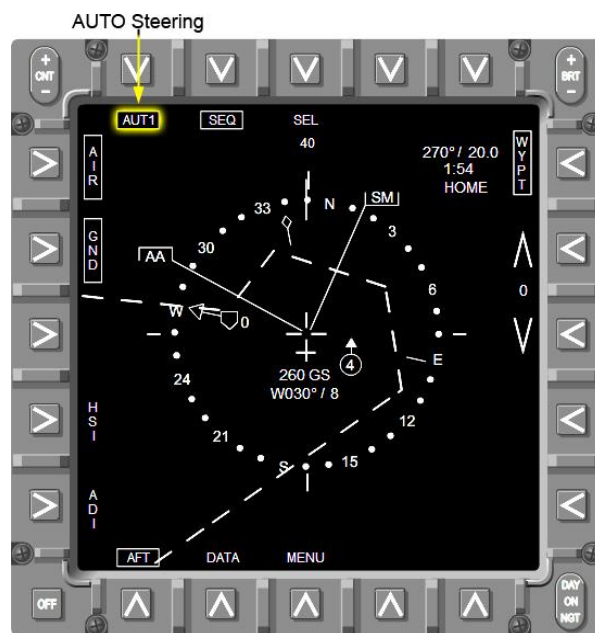 AUTO Steering
+
CNT
-
+
BRT
-
AUT1
SEQ
SEL
40
270° / 20.0
1:54
HOME
WYPT
AIR
GND
HSI
ADI
AA
SM
N
3
6
E
12
15
S
21
24
W
30
33
0
4
0
260 GS
W030° / 8
AFT
DATA
MENU
OFF
DAY
ON
NGT